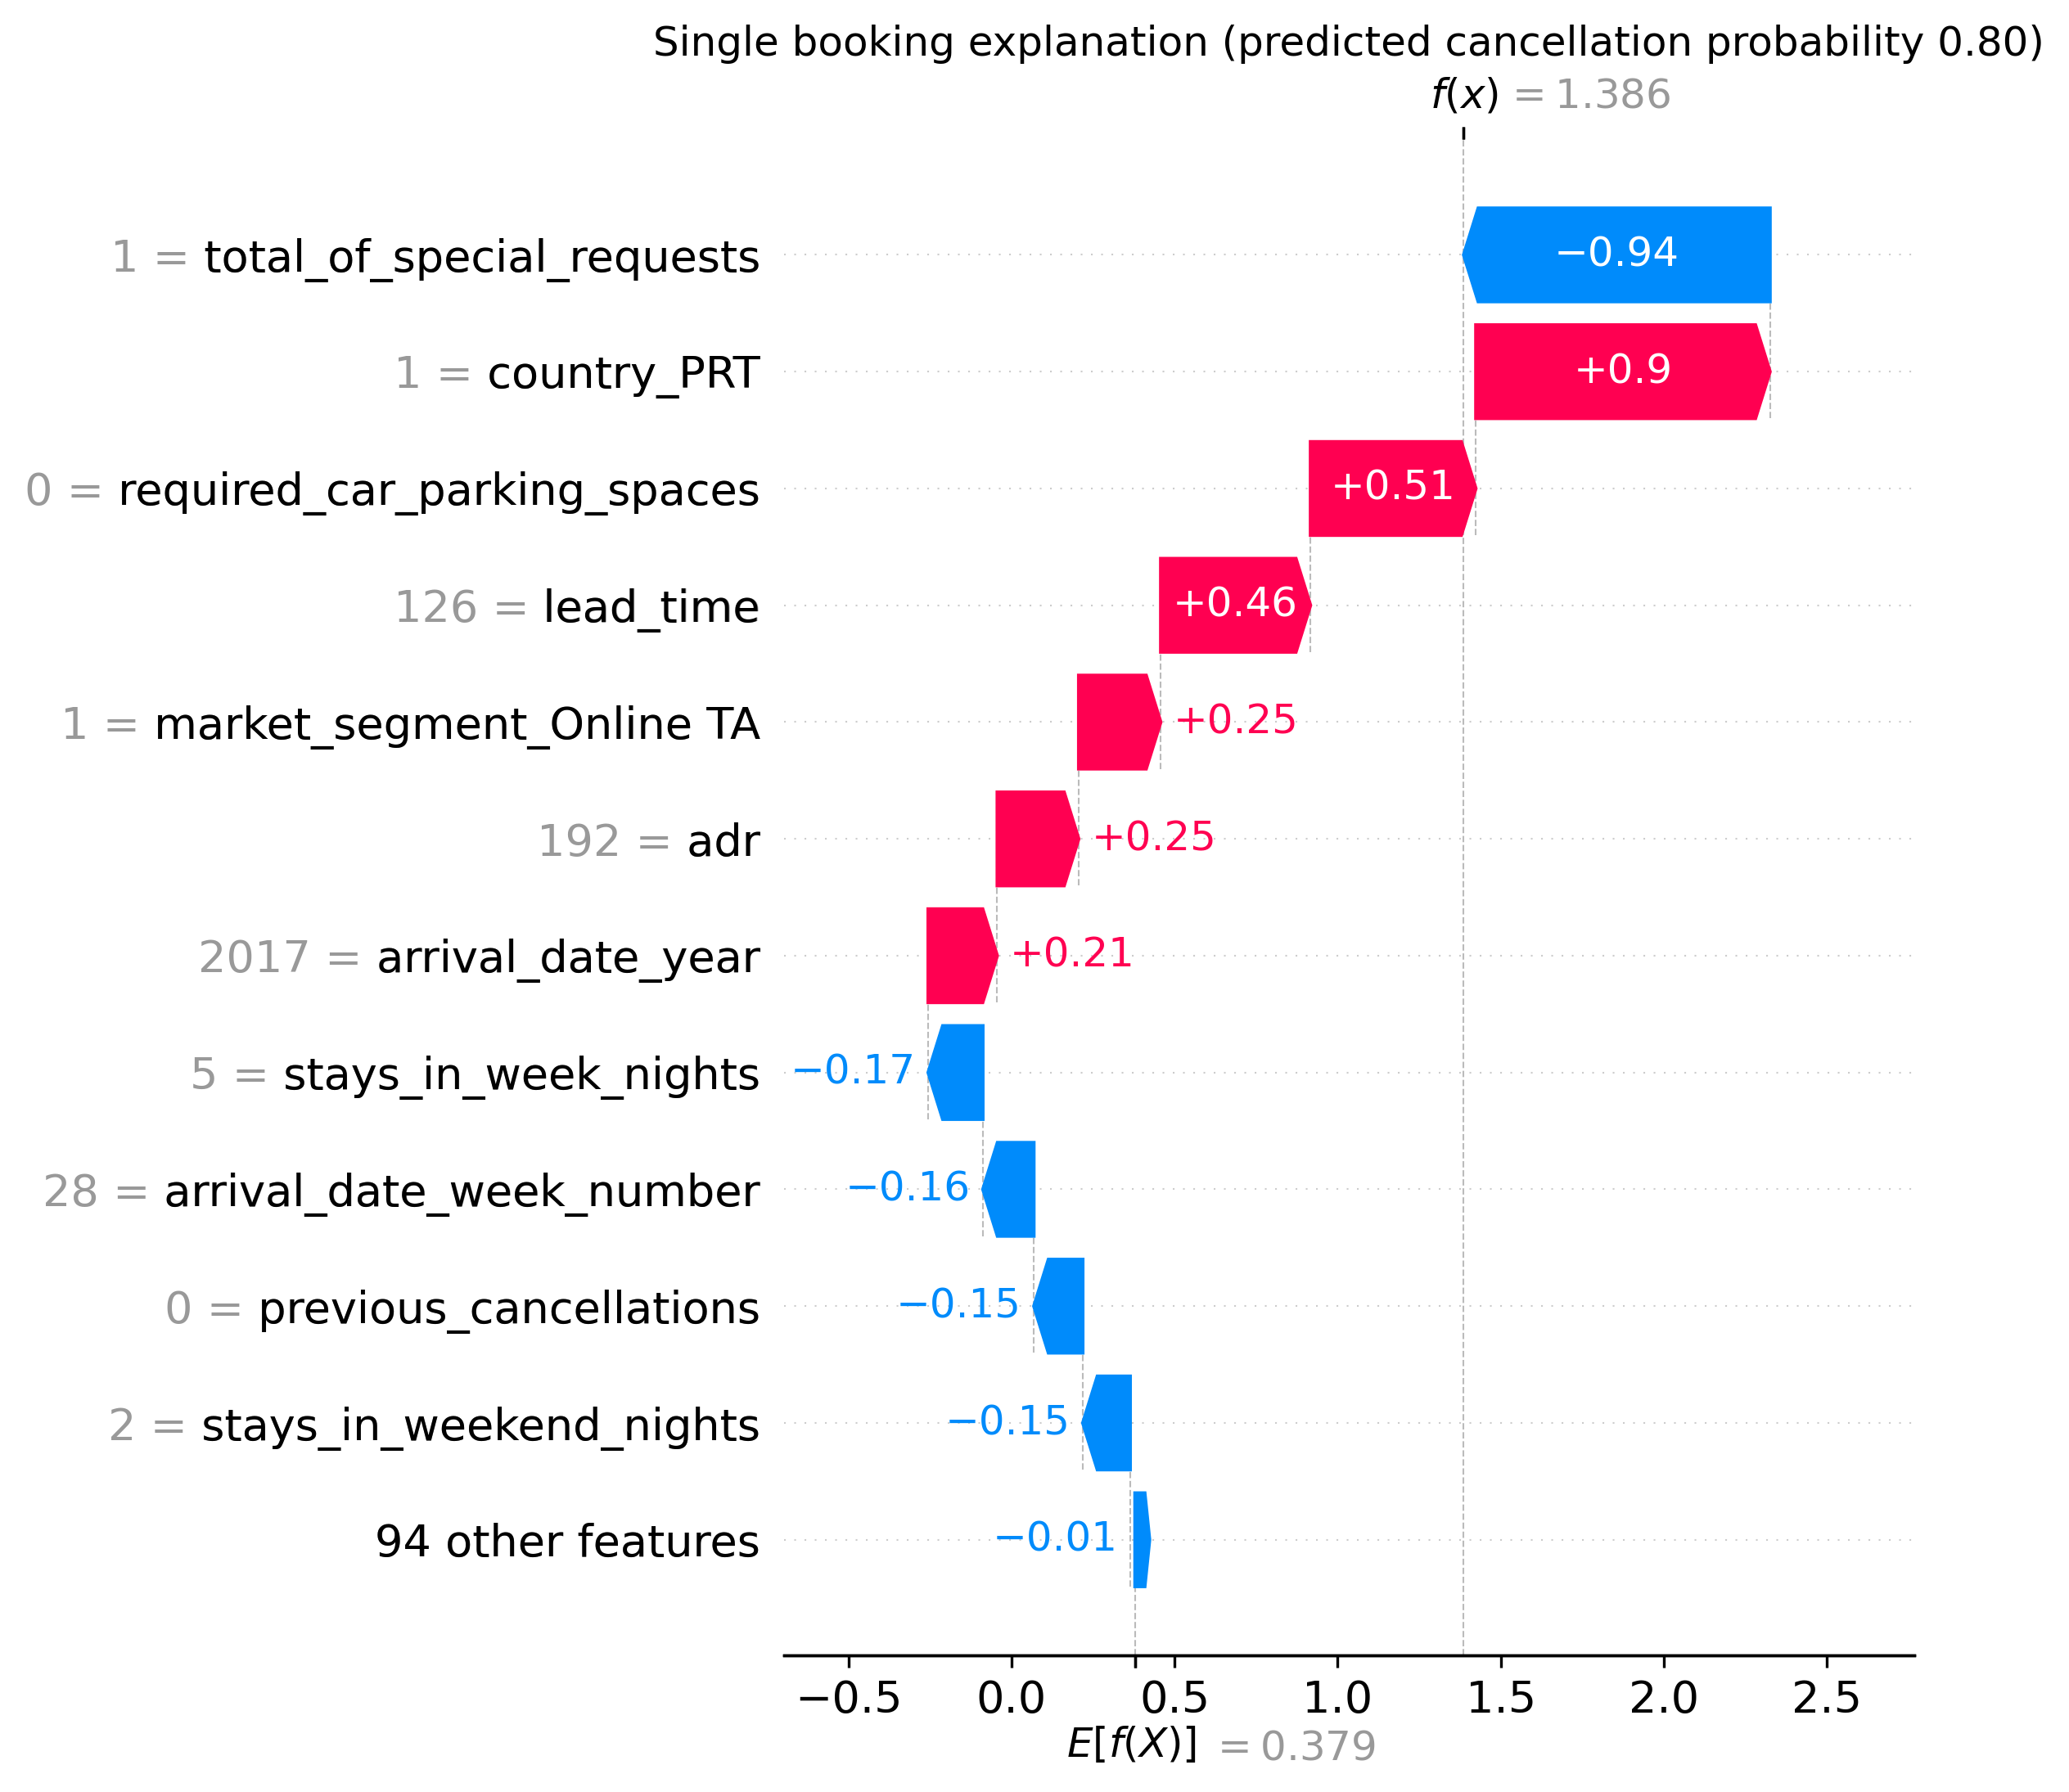 Single booking explanation (predicted cancellation probability 0.80)
f(x) = 1.386
1 = total_of_special_requests −0.94
1 = country_PRT +0.9
0 = required_car_parking_spaces +0.51
126 = lead_time +0.46
1 = market_segment_Online TA +0.25
192 = adr +0.25
2017 = arrival_date_year +0.21
5 = stays_in_week_nights −0.17
28 = arrival_date_week_number −0.16
0 = previous_cancellations −0.15
2 = stays_in_weekend_nights −0.15
94 other features −0.01
−0.5 0.0 0.5 1.0 1.5 2.0 2.5
E[f(X)] = 0.379